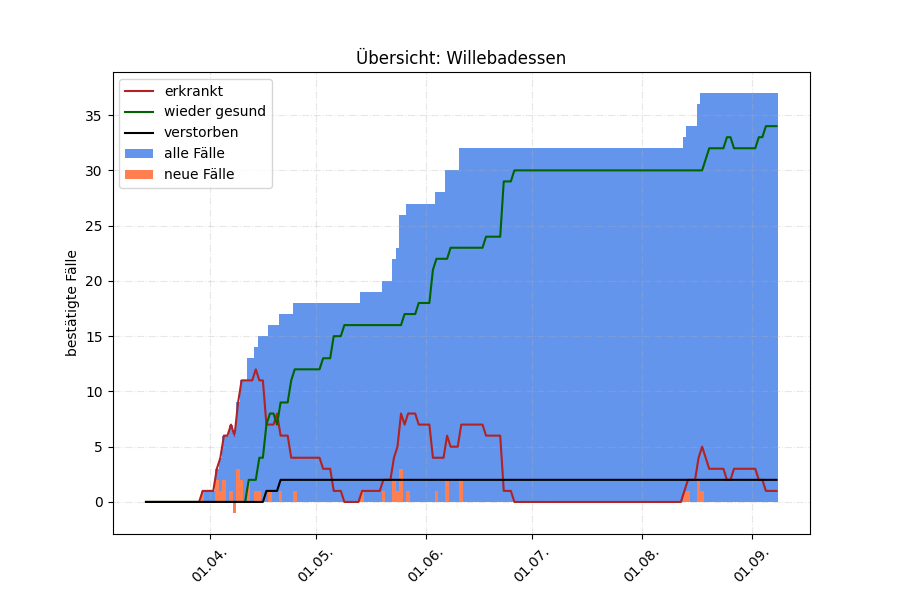 Übersicht: Willebadessen
erkrankt
wieder gesund
verstorben
alle Fälle
neue Fälle
bestätigte Fälle
35
30
25
20
15
10
5
0
01.04.
01.05.
01.06.
01.07.
01.08.
01.09.